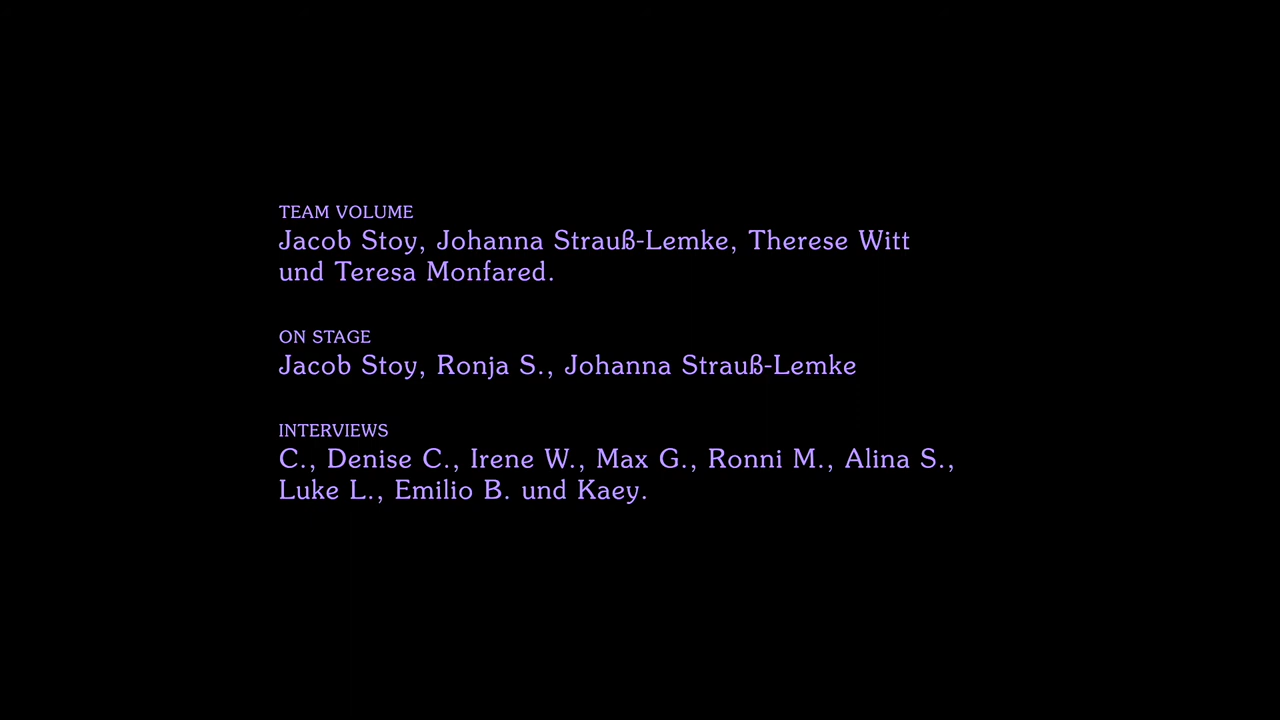 TEAM VOLUME
Jacob Stoy, Johanna Strauß-Lemke, Therese Witt
und Teresa Monfared.
ON STAGE
Jacob Stoy, Ronja S., Johanna Strauß-Lemke
INTERVIEWS
C., Denise C., Irene W., Max G., Ronni M., Alina S.,
Luke L., Emilio B. und Kaey.